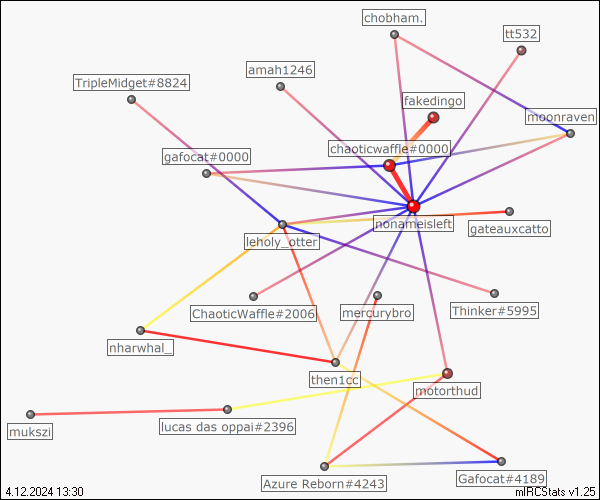 chobham.
tt532
amah1246
TripleMidget#8824
fakedingo
moonraven
chaoticwaffle#0000
gafocat#0000
nonameisleft
gateauxcatto
leholy_otter
ChaoticWaffle#2006
mercurybro
Thinker#5995
nharwhal_
then1cc
motorthud
mukszi
lucas das oppai#2396
Azure Reborn#4243
Gafocat#4189
4.12.2024 13:30
mIRCStats v1.25